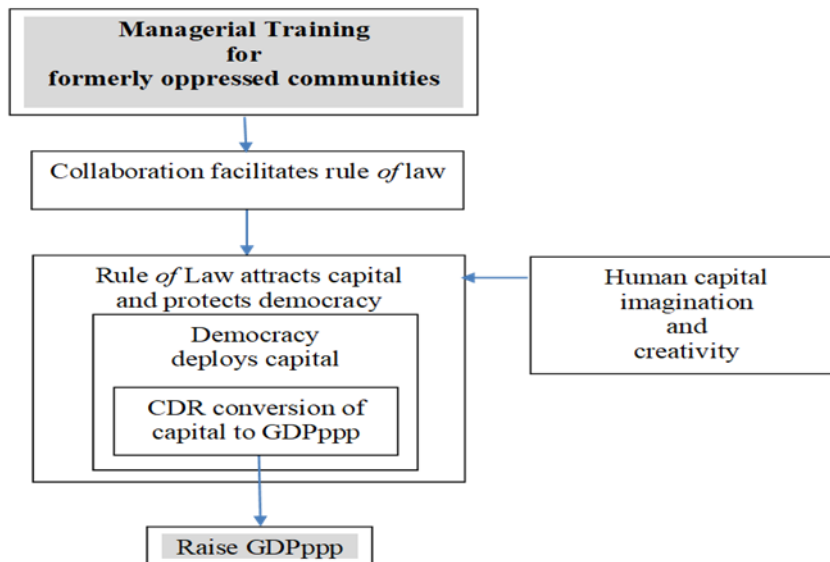 Managerial Training
for
formerly oppressed communities
Collaboration facilitates rule of law
Rule of Law attracts capital
and protects democracy
Democracy
deploys capital
CDR conversion of
capital to GDPppp
Human capital
imagination
and
creativity
Raise GDPppp